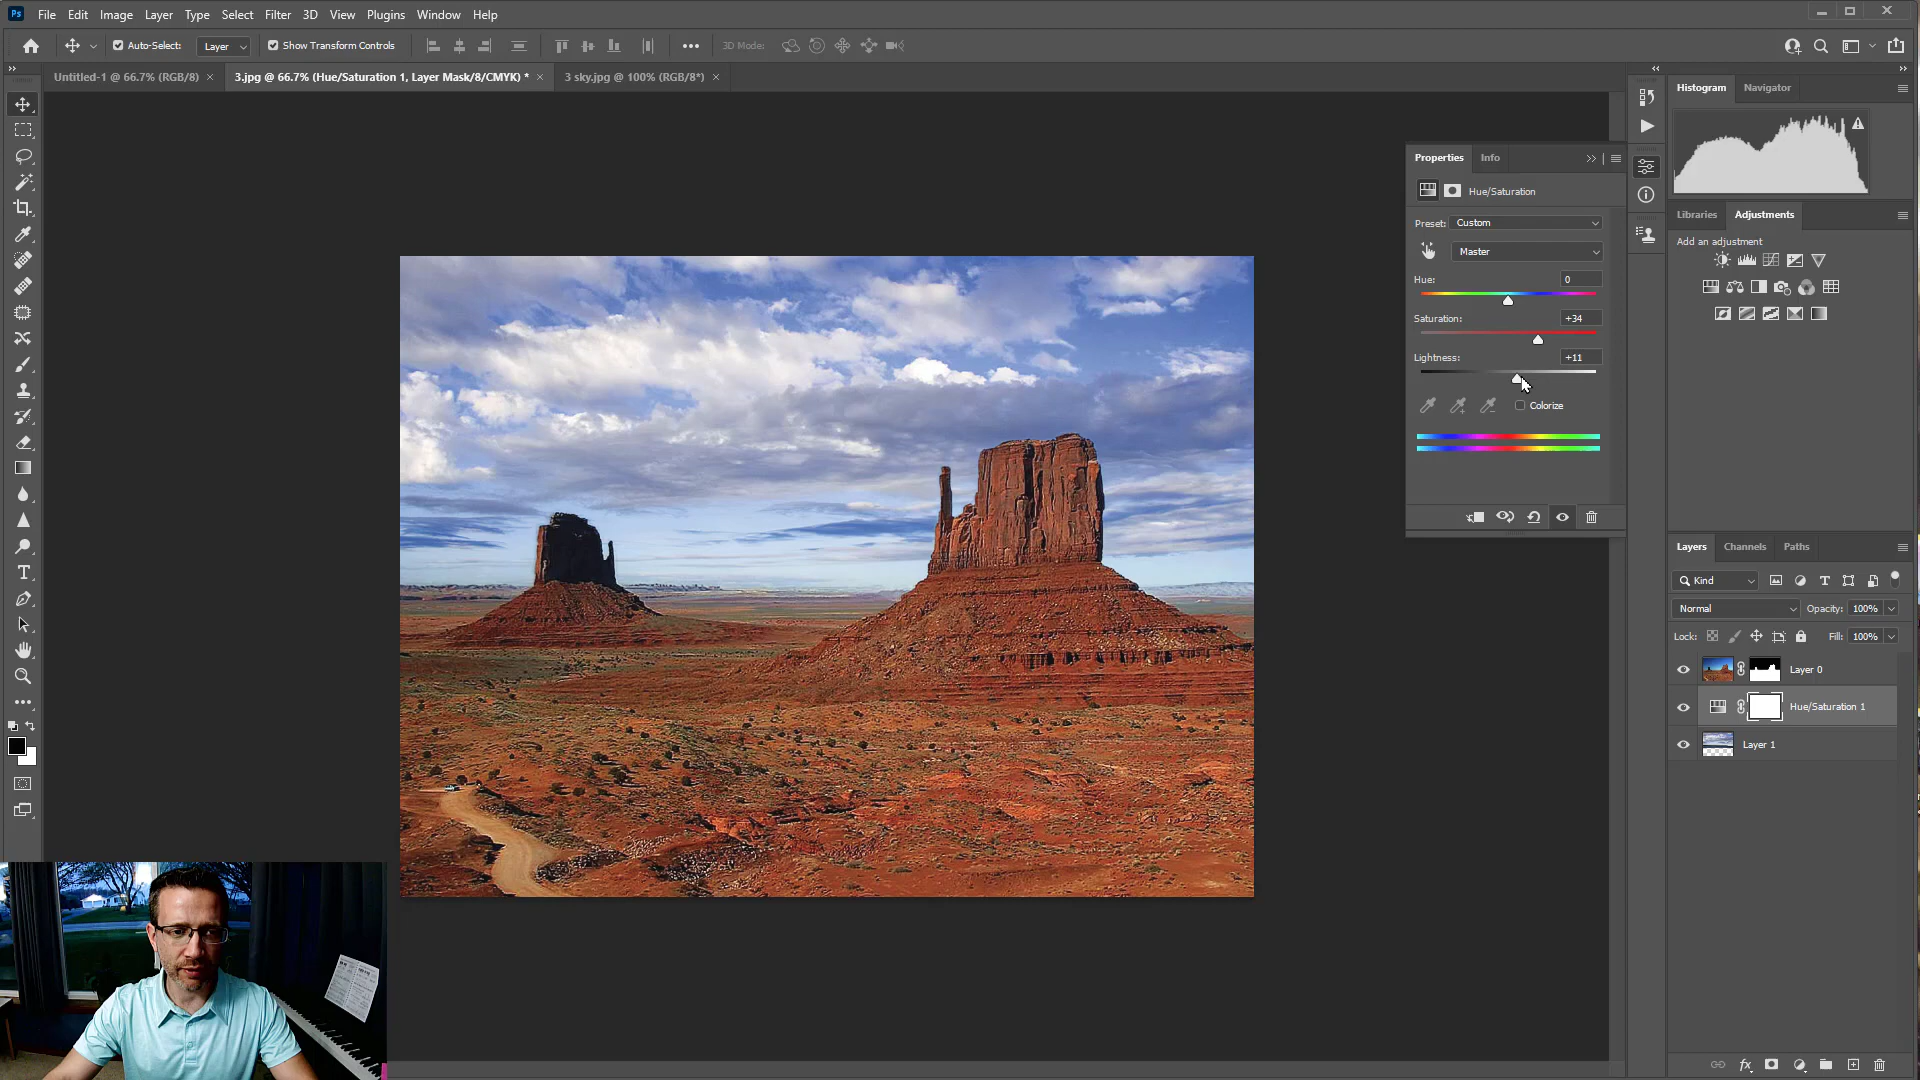 Ps File Edit Image Layer Type Select Filter 3D View Plugins Window Help
Auto-Select: Layer Show Transform Controls 3D Mode:
Untitled-1 @ 66.7% (RGB/8) × 3.jpg @ 66.7% (Hue/Saturation 1, Layer Mask/8/CMYK) * × 3 sky.jpg @ 100% (RGB/8*) ×
Histogram Navigator
Properties Info
Hue/Saturation
Preset: Custom
Master
Hue: 0
Saturation: +34
Lightness: +11
Colorize
Libraries Adjustments
Add an adjustment
Layers Channels Paths
Kind
Normal Opacity: 100%
Lock: Fill: 100%
Layer 0
Hue/Saturation 1
Layer 1
fx